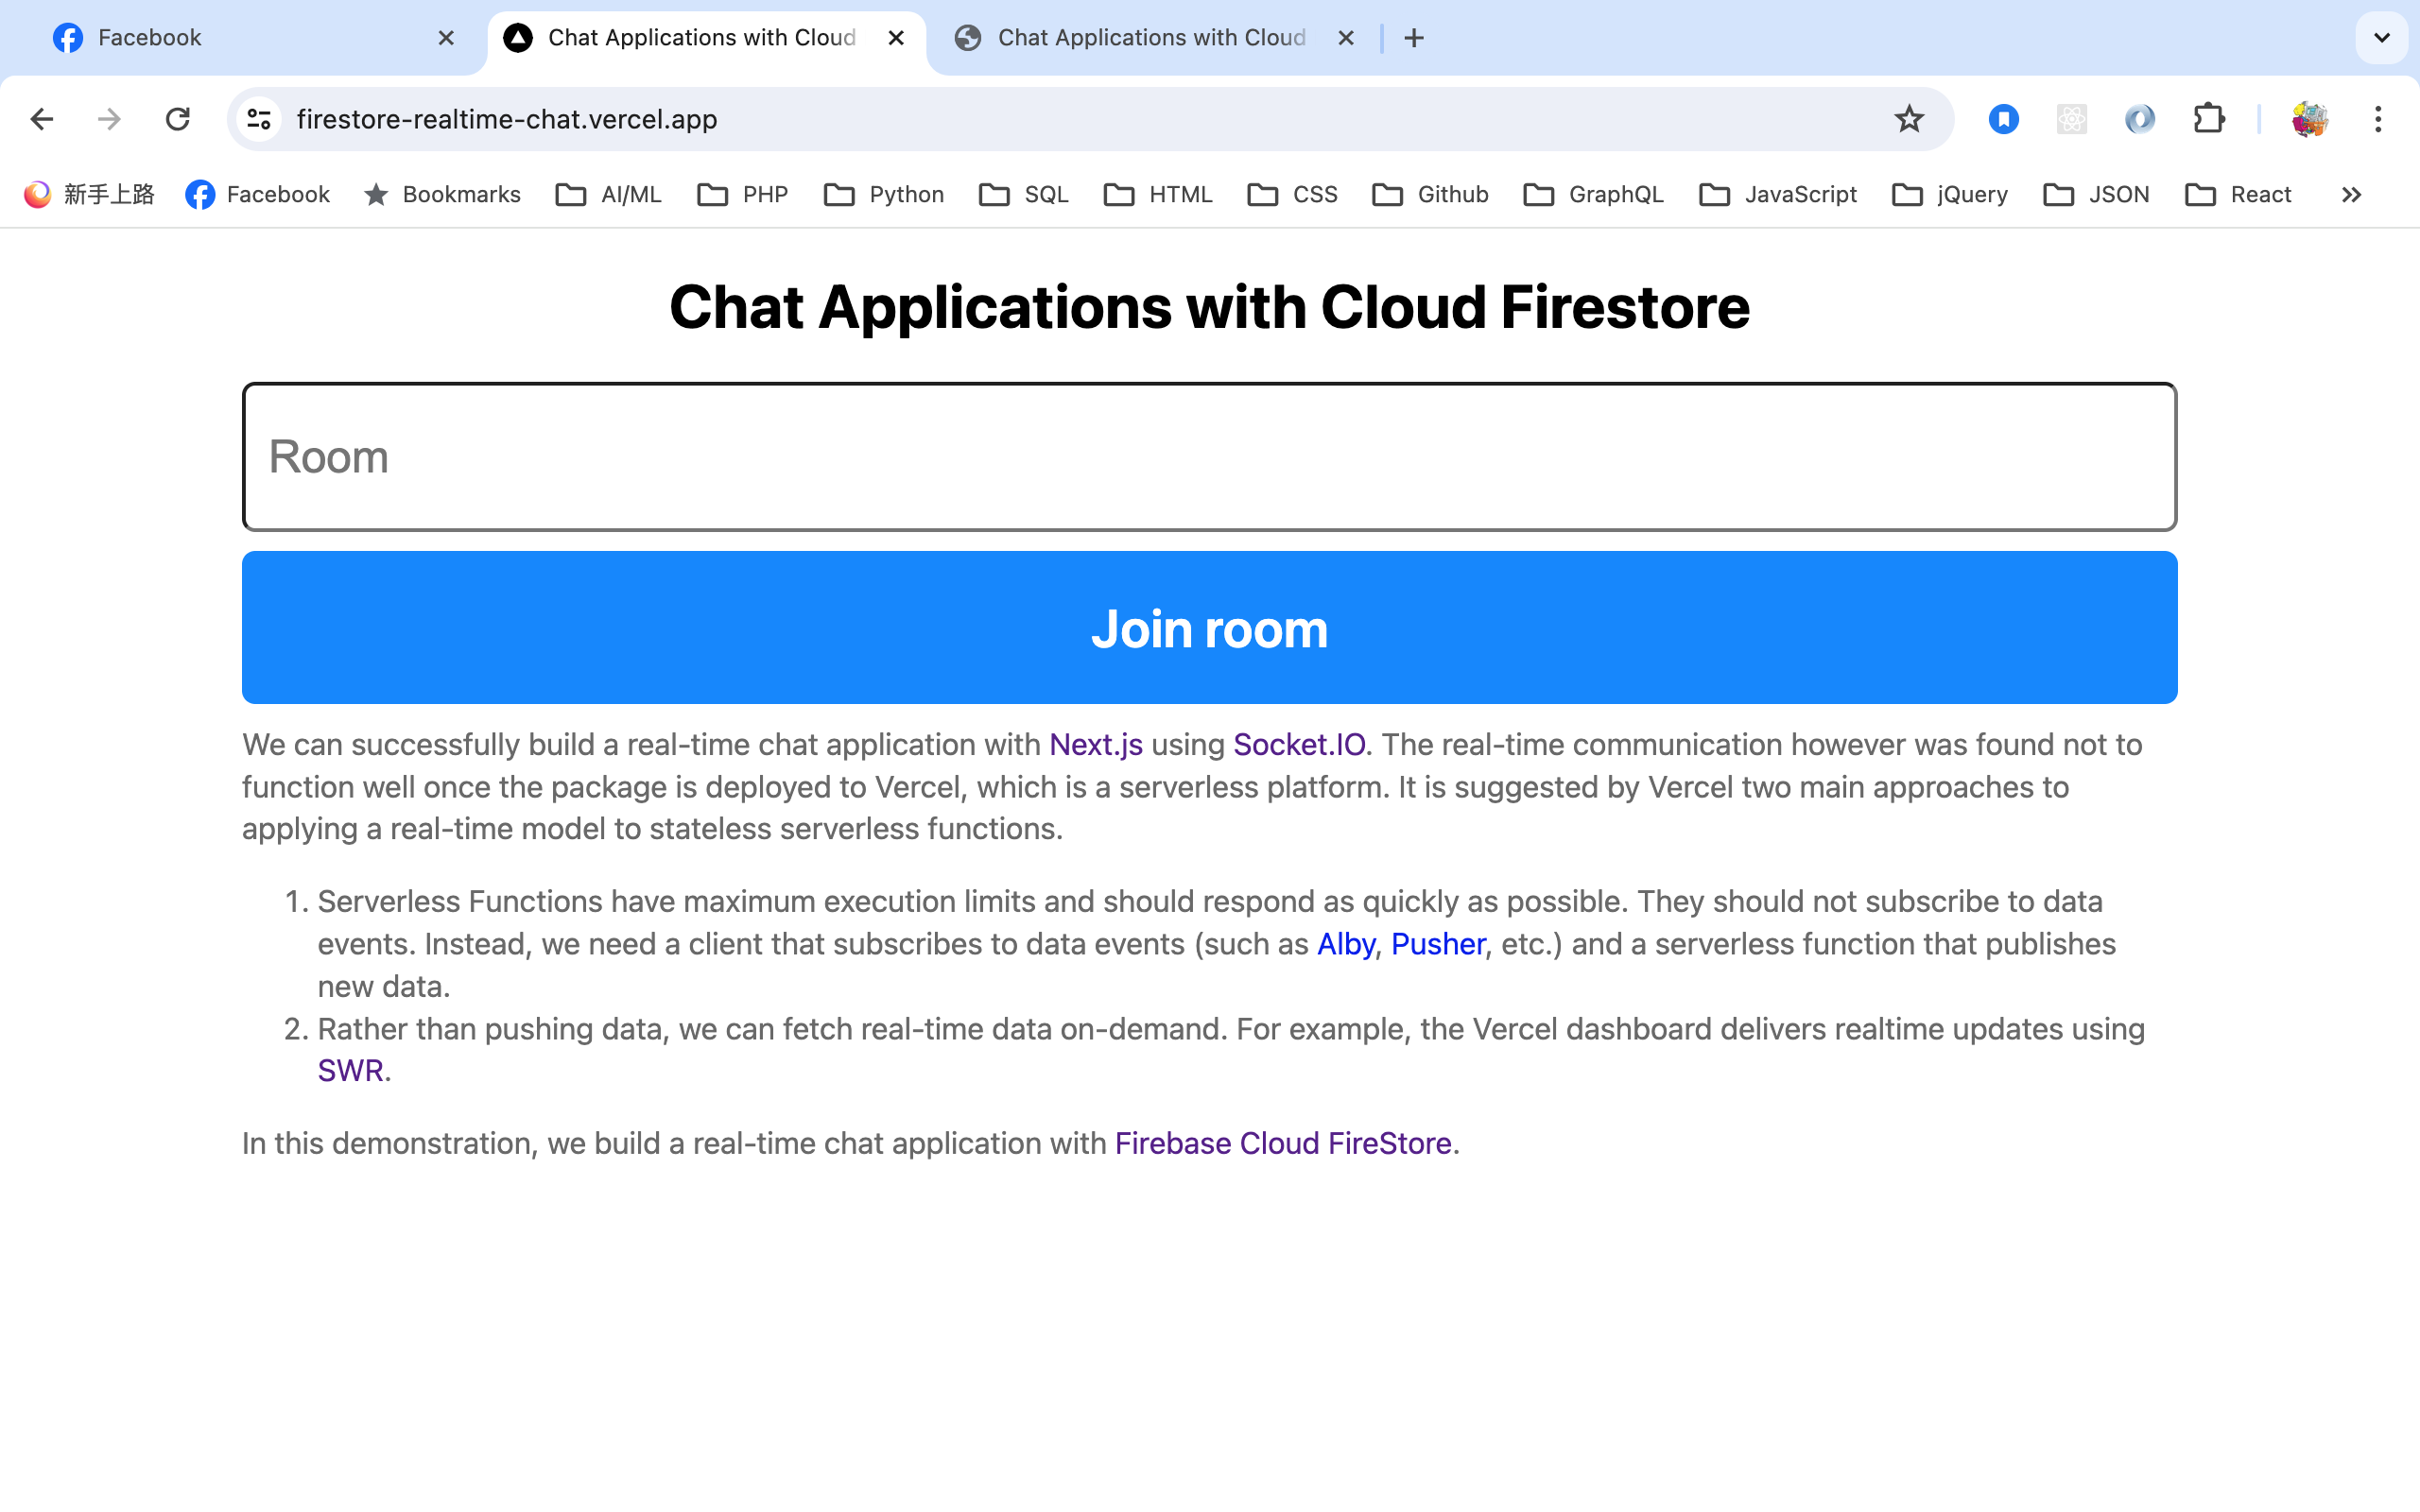 Facebook
Chat Applications with Cloud
Chat Applications with Cloud
firestore-realtime-chat.vercel.app
新手上路 Facebook Bookmarks AI/ML PHP Python SQL HTML CSS Github GraphQL JavaScript jQuery JSON React
Chat Applications with Cloud Firestore
Room
Join room
We can successfully build a real-time chat application with Next.js using Socket.IO. The real-time communication however was found not to
function well once the package is deployed to Vercel, which is a serverless platform. It is suggested by Vercel two main approaches to
applying a real-time model to stateless serverless functions.
1. Serverless Functions have maximum execution limits and should respond as quickly as possible. They should not subscribe to data
events. Instead, we need a client that subscribes to data events (such as Alby, Pusher, etc.) and a serverless function that publishes
new data.
2. Rather than pushing data, we can fetch real-time data on-demand. For example, the Vercel dashboard delivers realtime updates using
SWR.
In this demonstration, we build a real-time chat application with Firebase Cloud FireStore.